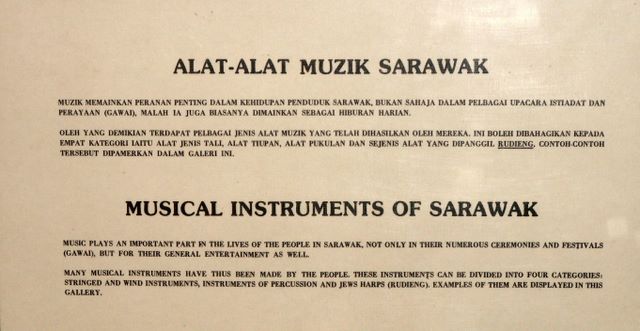 ALAT-ALAT MUZIK SARAWAK
MUZIK MEMAINKAN PERANAN PENTING DALAM KEHIDUPAN PENDUDUK SARAWAK, BUKAN SAHAJA DALAM PELBAGAI UPACARA ISTIADAT DAN
PERAYAAN (GAWAI), MALAH IA JUGA BIASANYA DIMAINKAN SEBAGAI HIBURAN HARIAN.
OLEH YANG DEMIKIAN TERDAPAT PELBAGAI JENIS ALAT MUZIK YANG TELAH DIHASILKAN OLEH MEREKA. INI BOLEH DIBAHAGIKAN KEPADA
EMPAT KATEGORI IAITU ALAT JENIS TALI, ALAT TIUPAN, ALAT PUKULAN DAN SEJENIS ALAT YANG DIPANGGIL RUDIENG. CONTOH-CONTOH
TERSEBUT DIPAMERKAN DALAM GALERI INI.
MUSICAL INSTRUMENTS OF SARAWAK
MUSIC PLAYS AN IMPORTANT PART IN THE LIVES OF THE PEOPLE IN SARAWAK, NOT ONLY IN THEIR NUMEROUS CEREMONIES AND FESTIVALS
(GAWAI), BUT FOR THEIR GENERAL ENTERTAINMENT AS WELL.
MANY MUSICAL INSTRUMENTS HAVE THUS BEEN MADE BY THE PEOPLE. THESE INSTRUMENTS CAN BE DIVIDED INTO FOUR CATEGORIES:
STRINGED AND WIND INSTRUMENTS, INSTRUMENTS OF PERCUSSION AND JEWS HARPS (RUDIENG). EXAMPLES OF THEM ARE DISPLAYED IN THIS
GALLERY.